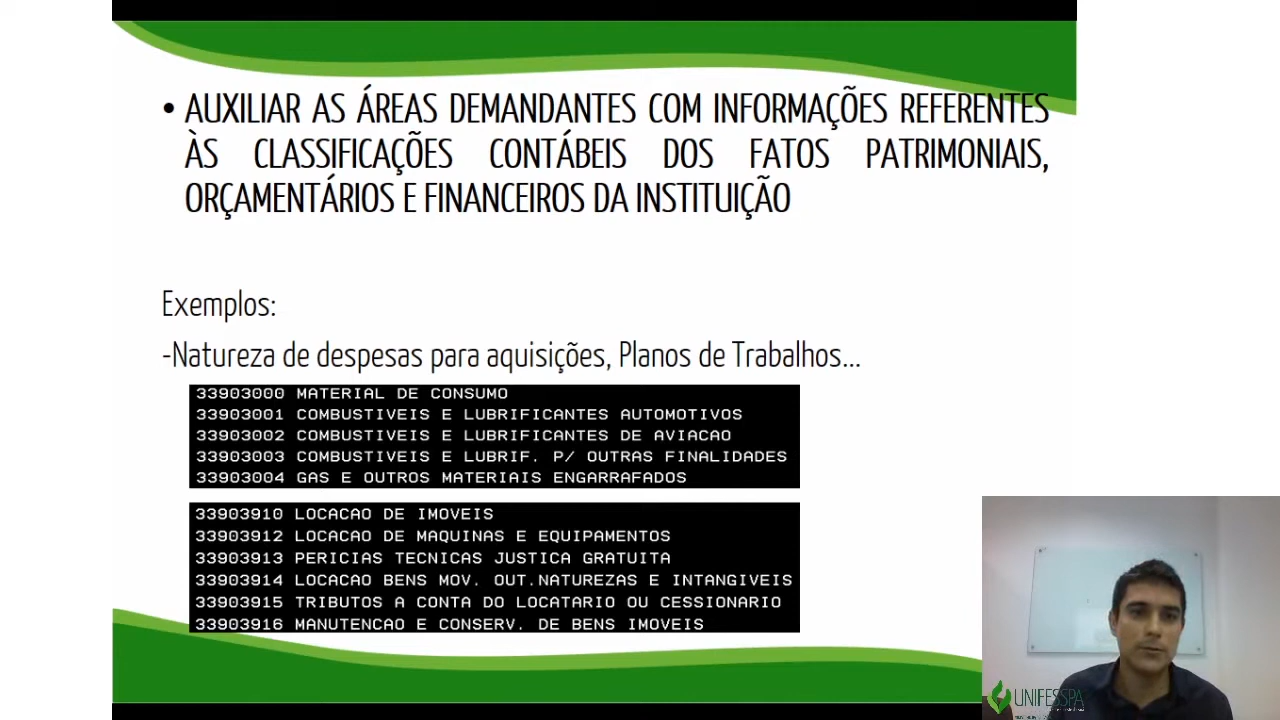 • AUXILIAR AS ÁREAS DEMANDANTES COM INFORMAÇÕES REFERENTES
ÀS CLASSIFICAÇÕES CONTÁBEIS DOS FATOS PATRIMONIAIS,
ORÇAMENTÁRIOS E FINANCEIROS DA INSTITUIÇÃO
Exemplos:
-Natureza de despesas para aquisições, Planos de Trabalhos...
33903000 MATERIAL DE CONSUMO
33903001 COMBUSTIVEIS E LUBRIFICANTES AUTOMOTIVOS
33903002 COMBUSTIVEIS E LUBRIFICANTES DE AVIACAO
33903003 COMBUSTIVEIS E LUBRIF. P/ OUTRAS FINALIDADES
33903004 GAS E OUTROS MATERIAIS ENGARRAFADOS
33903910 LOCACAO DE IMOVEIS
33903912 LOCACAO DE MAQUINAS E EQUIPAMENTOS
33903913 PERICIAS TECNICAS JUSTICA GRATUITA
33903914 LOCACAO BENS MOV. OUT.NATUREZAS E INTANGIVEIS
33903915 TRIBUTOS A CONTA DO LOCATARIO OU CESSIONARIO
33903916 MANUTENCAO E CONSERV. DE BENS IMOVEIS
UNIFESSPA